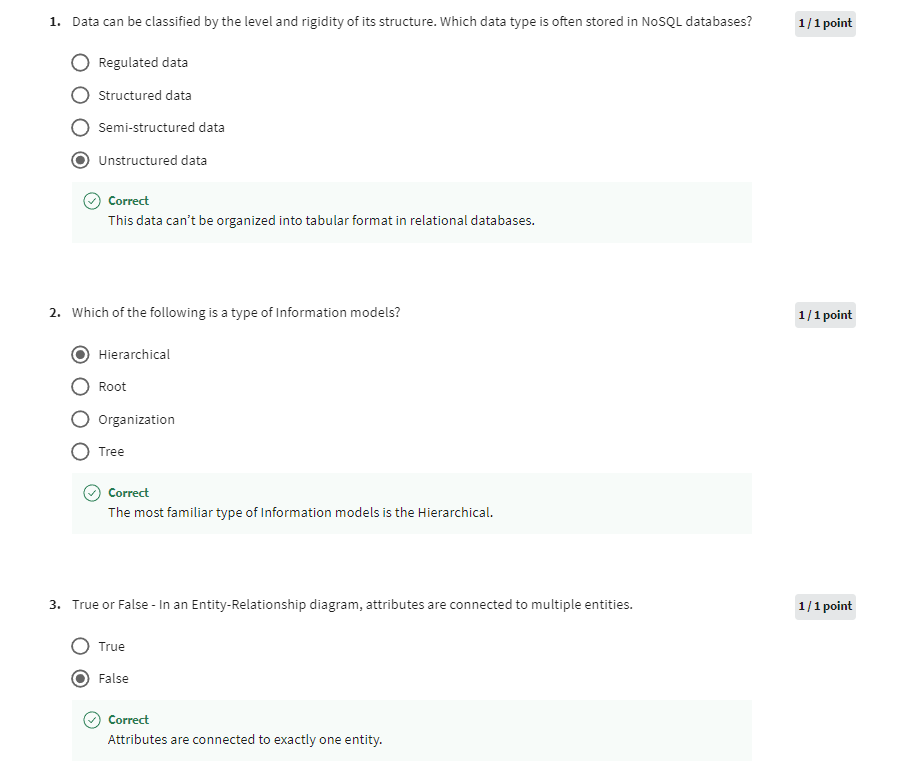 1. Data can be classified by the level and rigidity of its structure. Which data type is often stored in NoSQL databases? 1 / 1 point
Regulated data
Structured data
Semi-structured data
Unstructured data
Correct
This data can’t be organized into tabular format in relational databases.
2. Which of the following is a type of Information models? 1 / 1 point
Hierarchical
Root
Organization
Tree
Correct
The most familiar type of Information models is the Hierarchical.
3. True or False - In an Entity-Relationship diagram, attributes are connected to multiple entities. 1 / 1 point
True
False
Correct
Attributes are connected to exactly one entity.